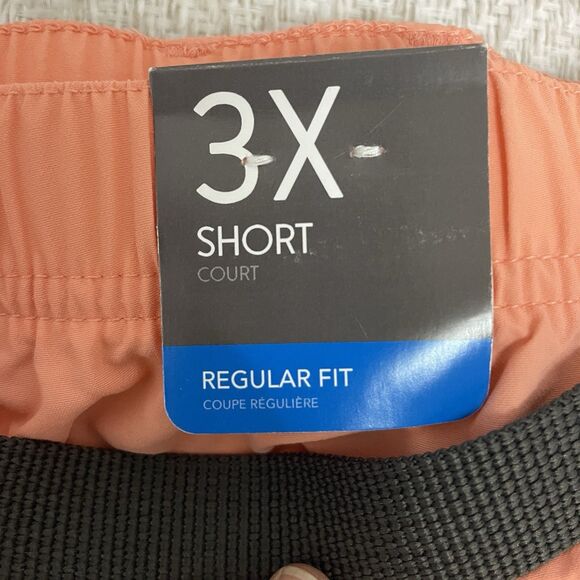 3X
SHORT
COURT
REGULAR FIT
COUPE RÉGULIÈRE